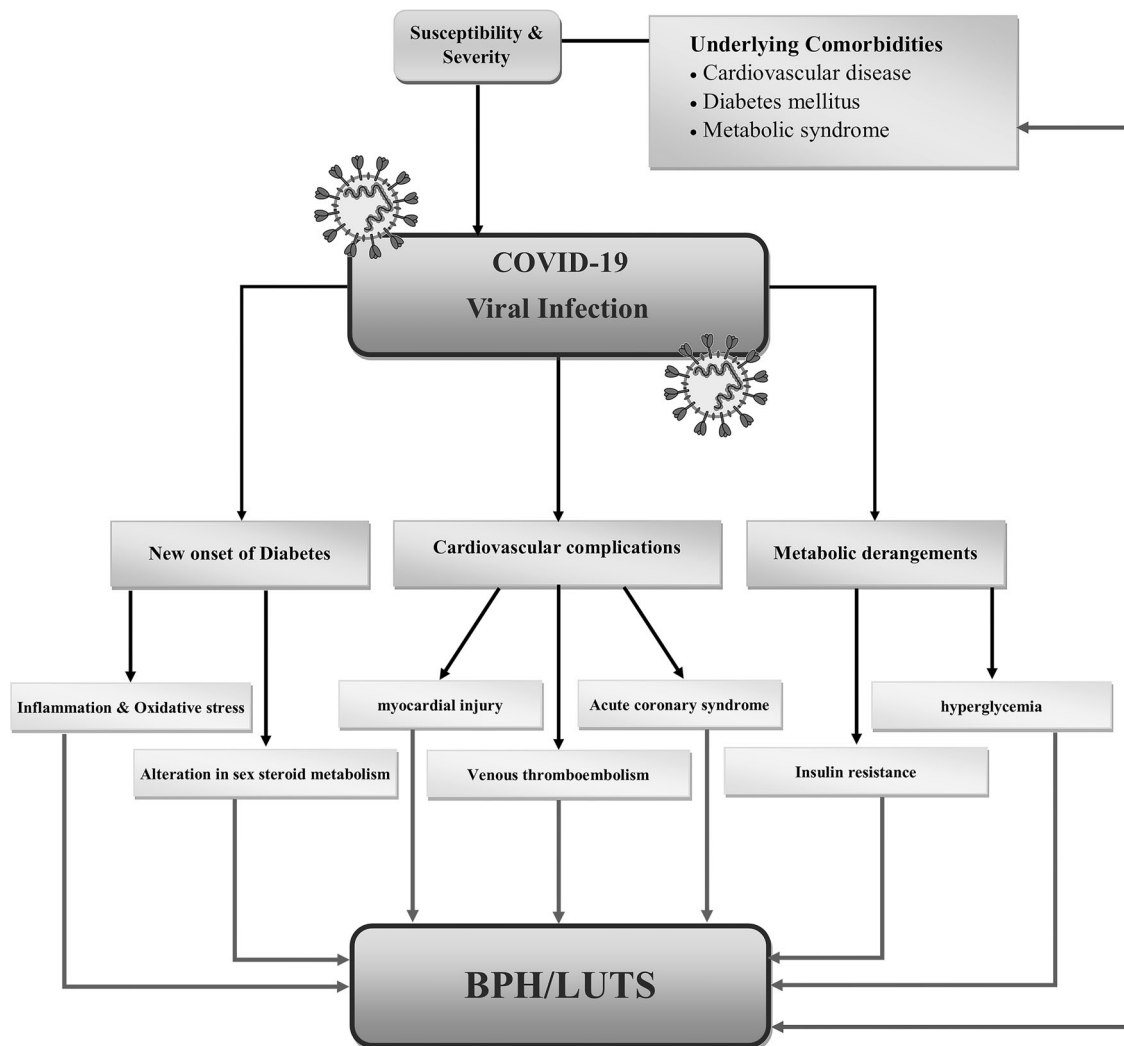 Susceptibility &
Severity
Underlying Comorbidities
• Cardiovascular disease
• Diabetes mellitus
• Metabolic syndrome
COVID-19
Viral Infection
New onset of Diabetes
Cardiovascular complications
Metabolic derangements
Inflammation & Oxidative stress
myocardial injury
Acute coronary syndrome
hyperglycemia
Alteration in sex steroid metabolism
Venous thromboembolism
Insulin resistance
BPH/LUTS